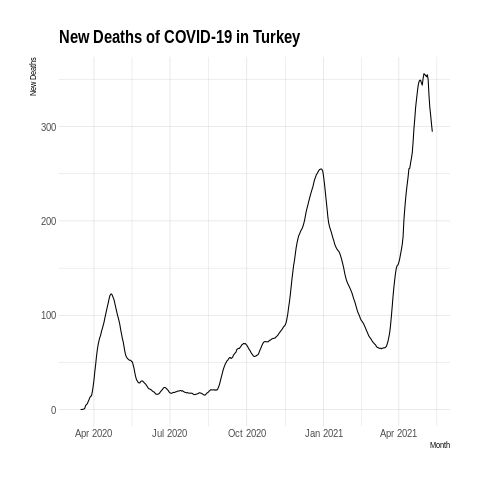 New Deaths of COVID-19 in Turkey
New Deaths
300
200
100
0
Apr 2020 Jul 2020 Oct 2020 Jan 2021 Apr 2021
Month